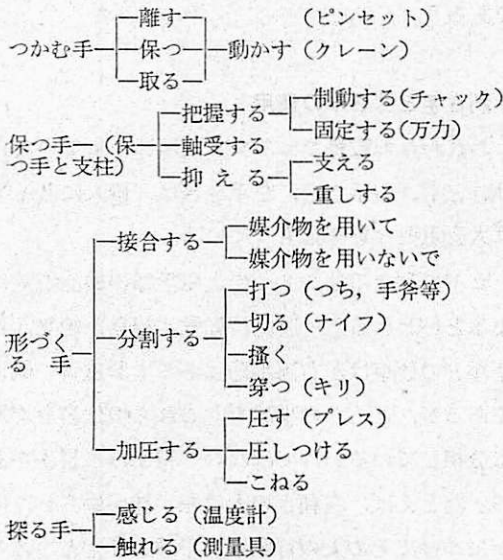 離す (ピンセット)
つかむ手 保つ 動かす (クレーン)
取る
把握する 制動する(チャック)
固定する(万力)
保つ手 (保つ手と支柱) 軸受する
抑える 支える
重しする
接合する 媒介物を用いて
媒介物を用いないで
打つ (つち, 手斧等)
形づくる 手 分割する 切る (ナイフ)
搔く
穿つ (キリ)
加圧する 圧す (プレス)
圧しつける
こねる
探る手 感じる (温度計)
触れる (測量具)